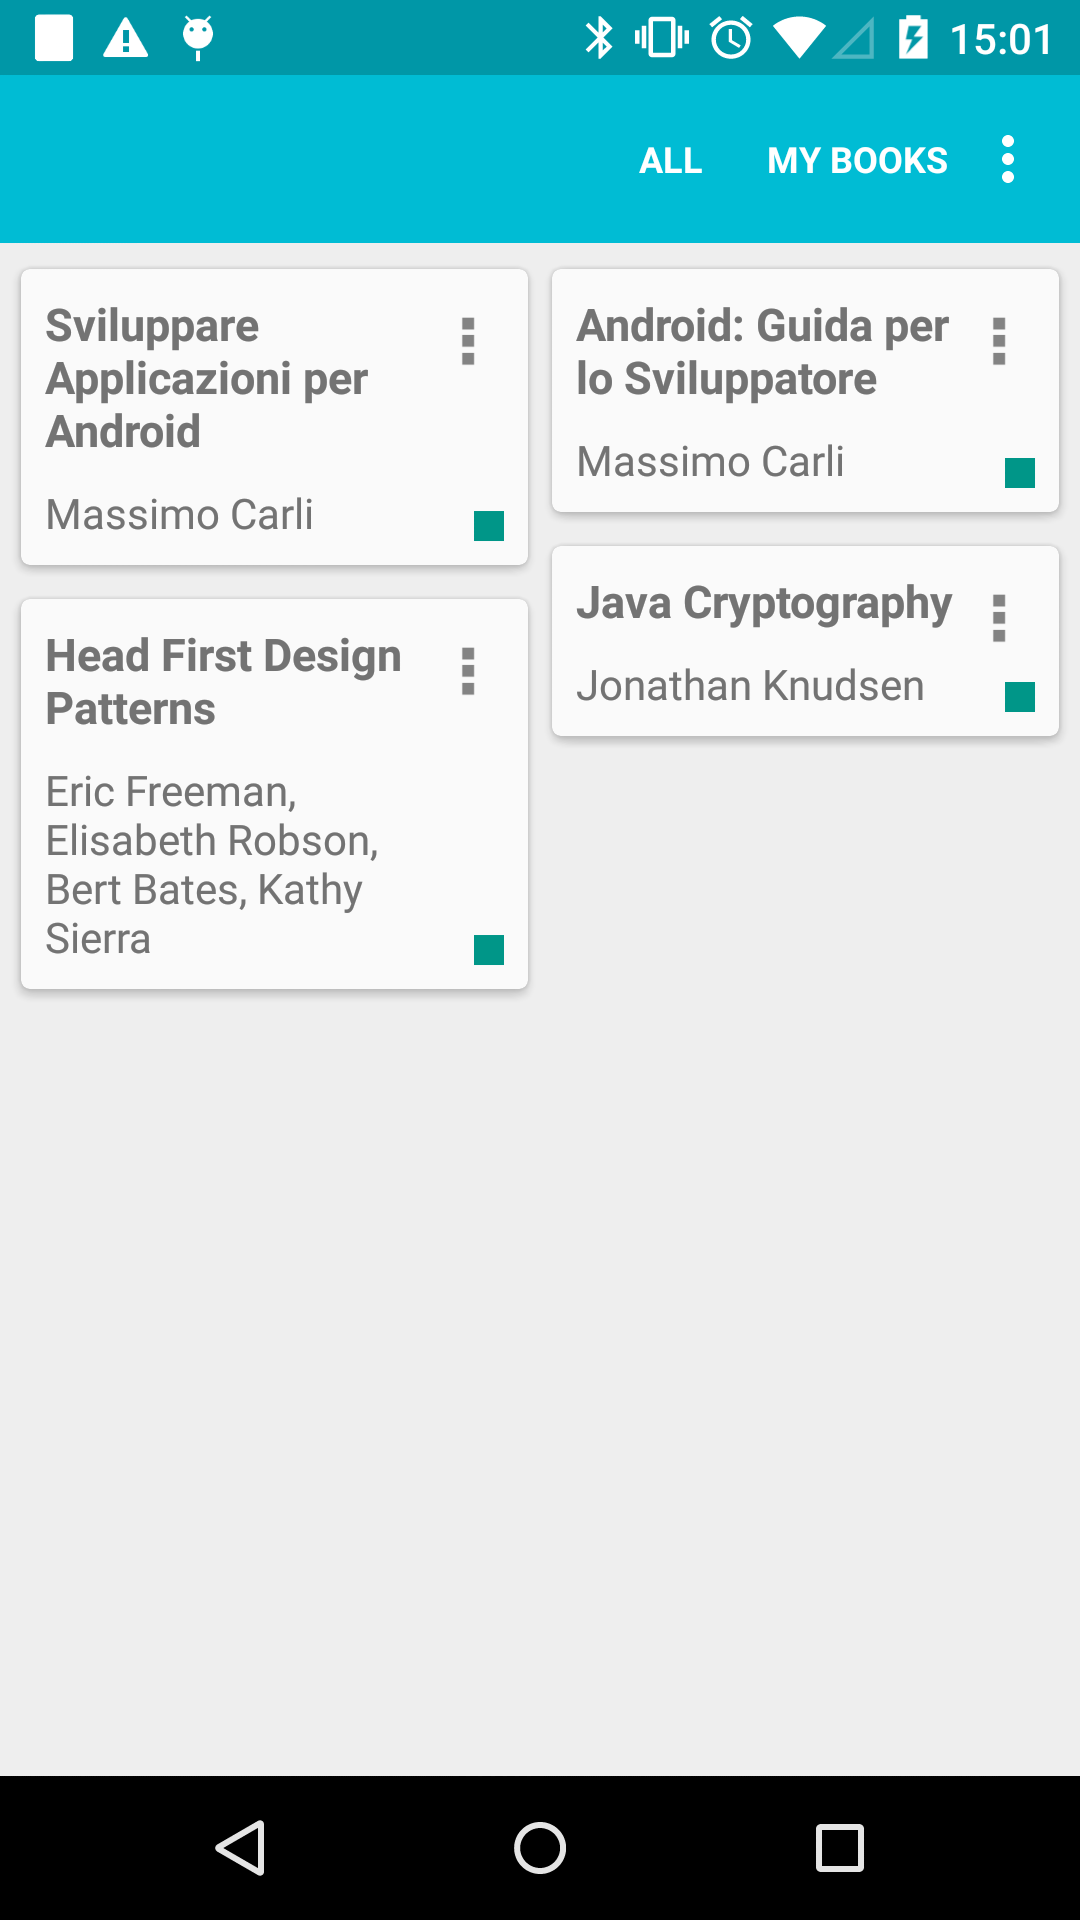 15:01
ALL MY BOOKS
Sviluppare
Applicazioni per
Android
Massimo Carli
Android: Guida per
lo Sviluppatore
Massimo Carli
Head First Design
Patterns
Eric Freeman,
Elisabeth Robson,
Bert Bates, Kathy
Sierra
Java Cryptography
Jonathan Knudsen